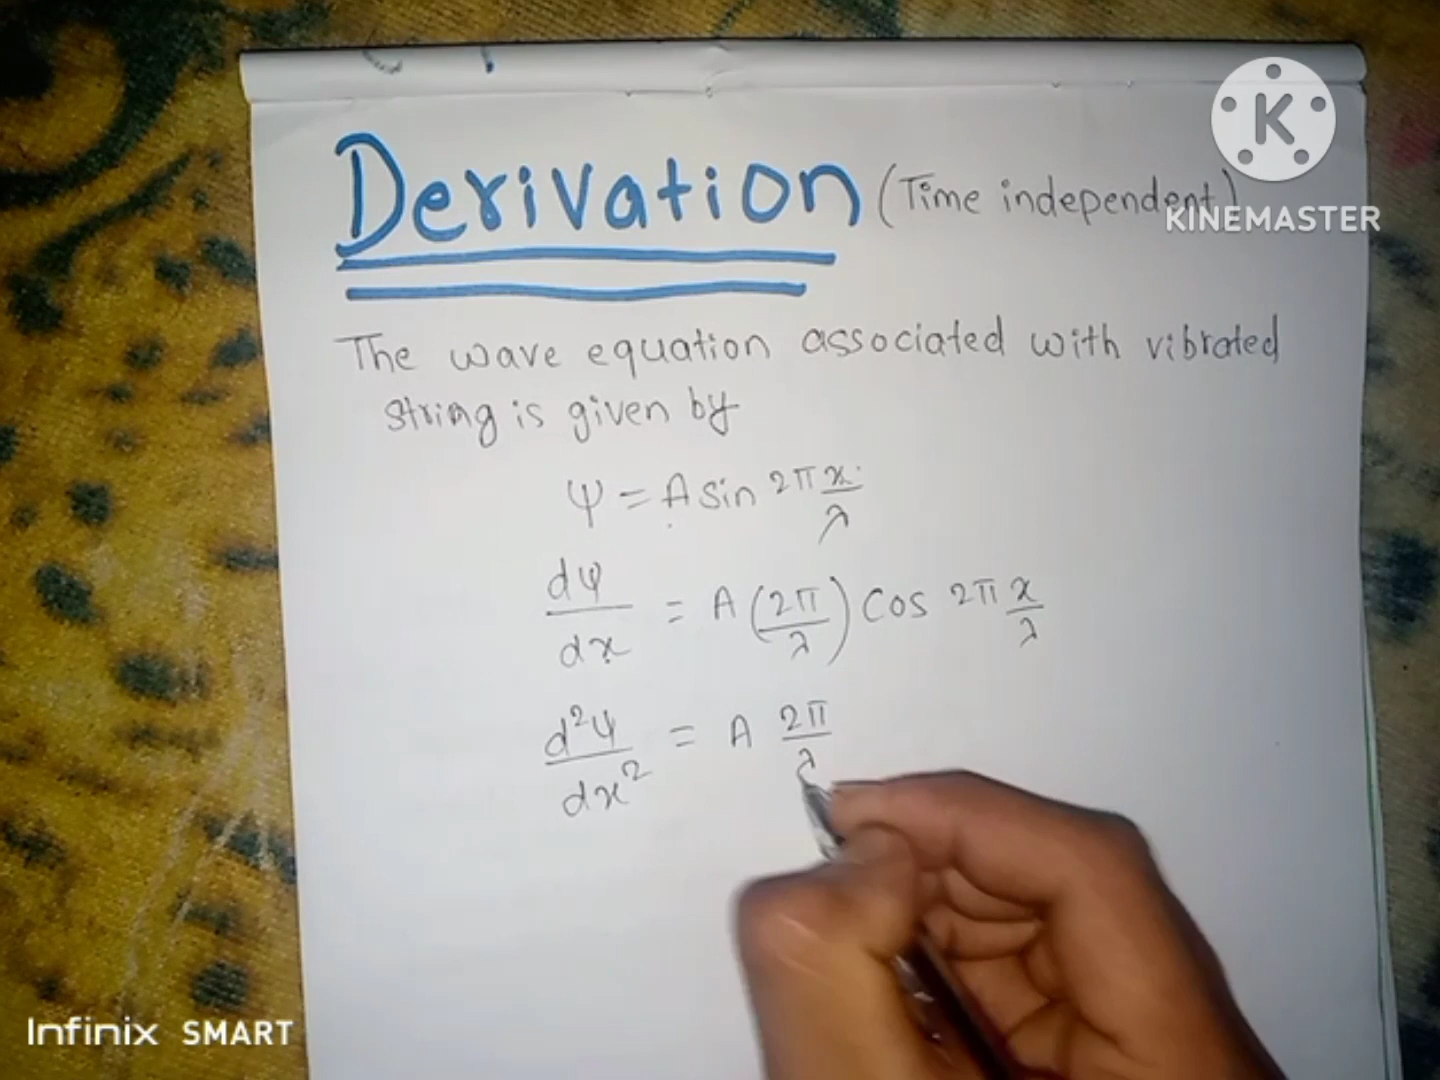 Derivation (Time independent)
K
KINEMASTER
The wave equation associated with vibrated
string is given by
ψ = A sin 2π x/λ
dψ/dx = A (2π/λ) Cos 2π x/λ
d²ψ/dx² = A 2π/λ
Infinix SMART